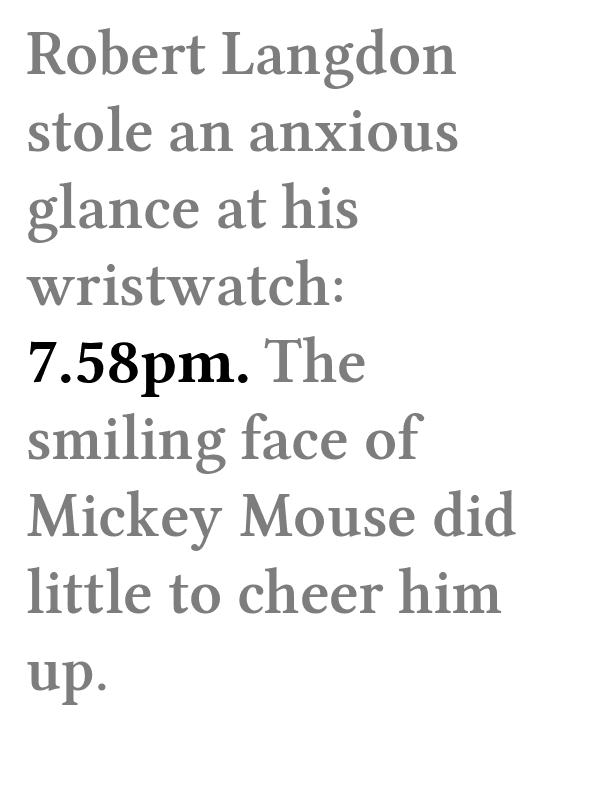 Robert Langdon
stole an anxious
glance at his
wristwatch:
7.58pm. The
smiling face of
Mickey Mouse did
little to cheer him
up.